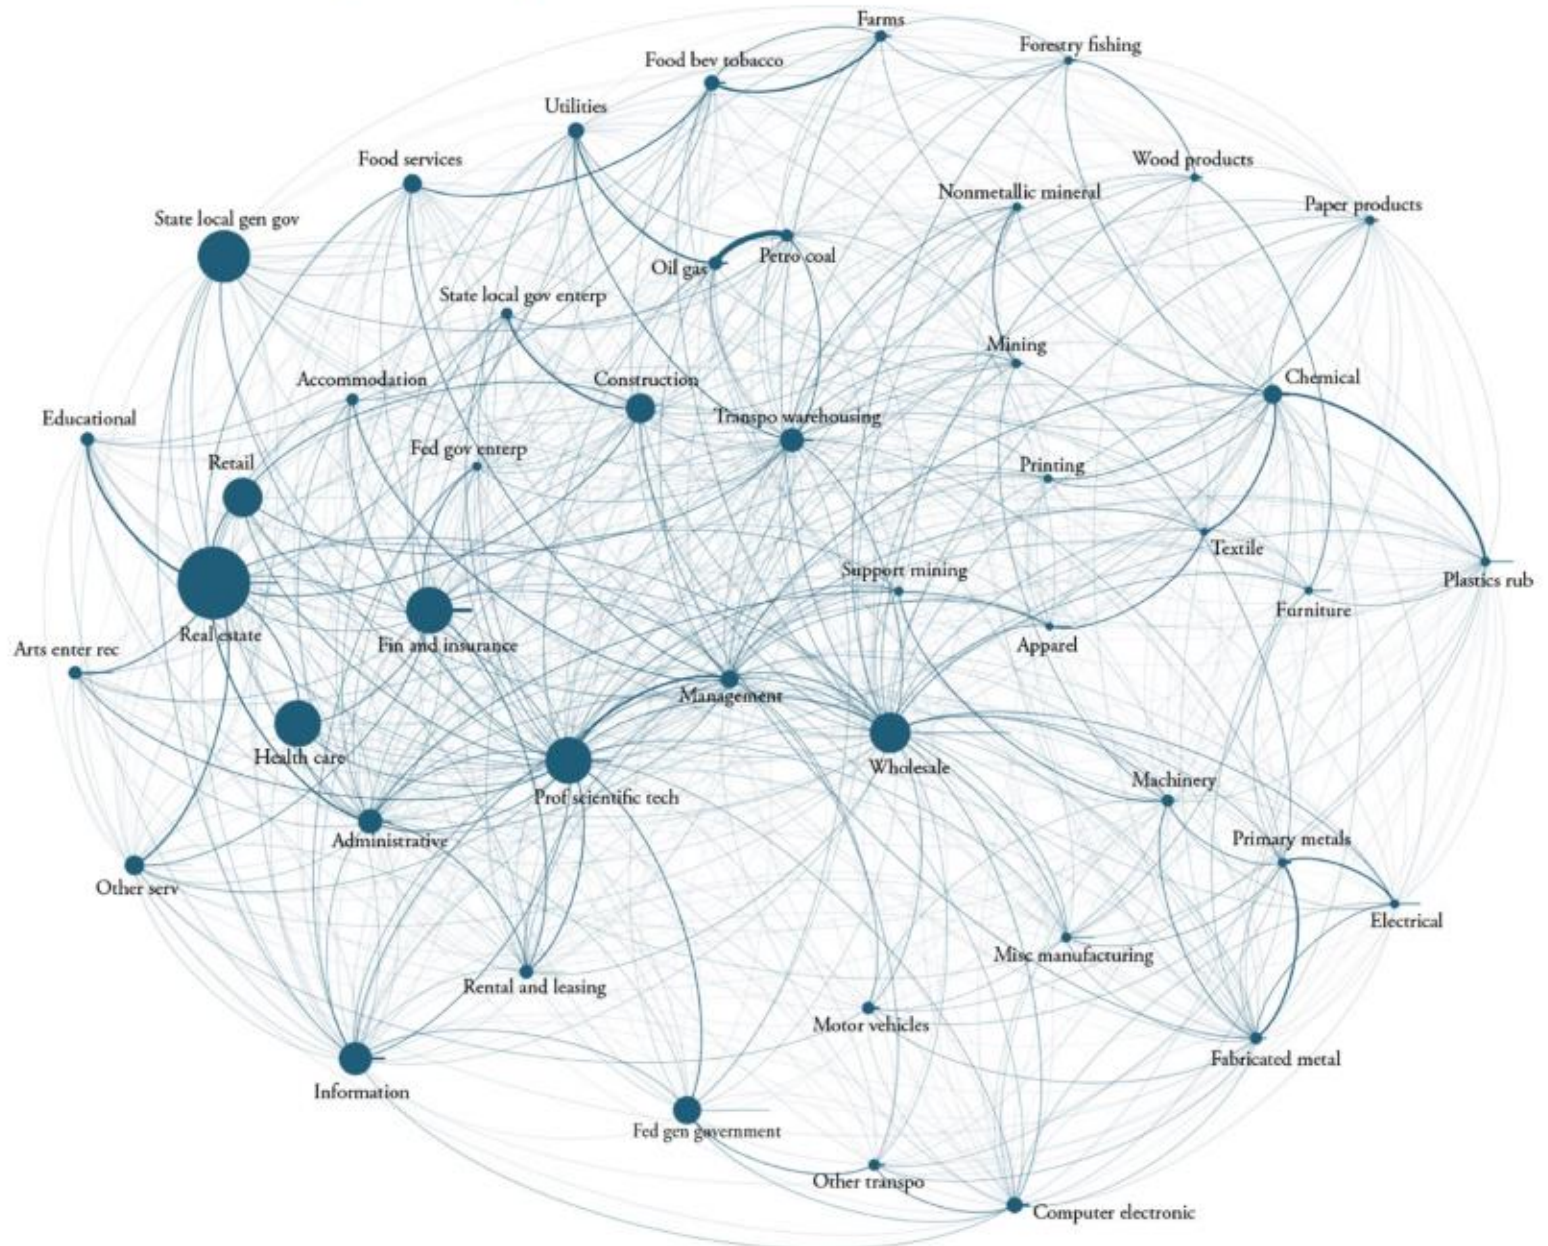 Farms
Forestry fishing
Food bev tobacco
Utilities
Food services
Wood products
Nonmetallic mineral
Paper products
State local gen gov
Petro coal
Oil gas
State local gov enterp
Mining
Accommodation
Construction
Chemical
Educational
Transpo warehousing
Fed gov enterp
Retail
Printing
Textile
Support mining
Plastics rub
Furniture
Real estate
Fin and insurance
Apparel
Arts enter rec
Management
Health care
Wholesale
Machinery
Prof scientific tech
Administrative
Primary metals
Other serv
Electrical
Misc manufacturing
Rental and leasing
Motor vehicles
Fabricated metal
Information
Fed gen government
Other transpo
Computer electronic